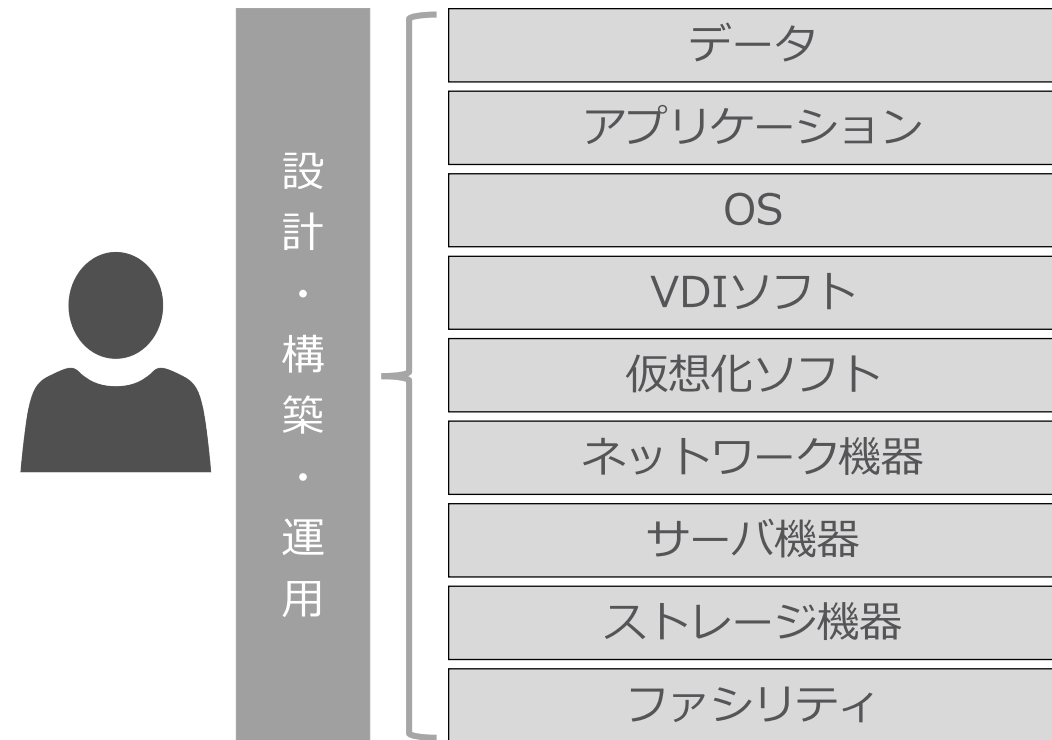 設計・構築・運用
データ
アプリケーション
OS
VDIソフト
仮想化ソフト
ネットワーク機器
サーバ機器
ストレージ機器
ファシリティ